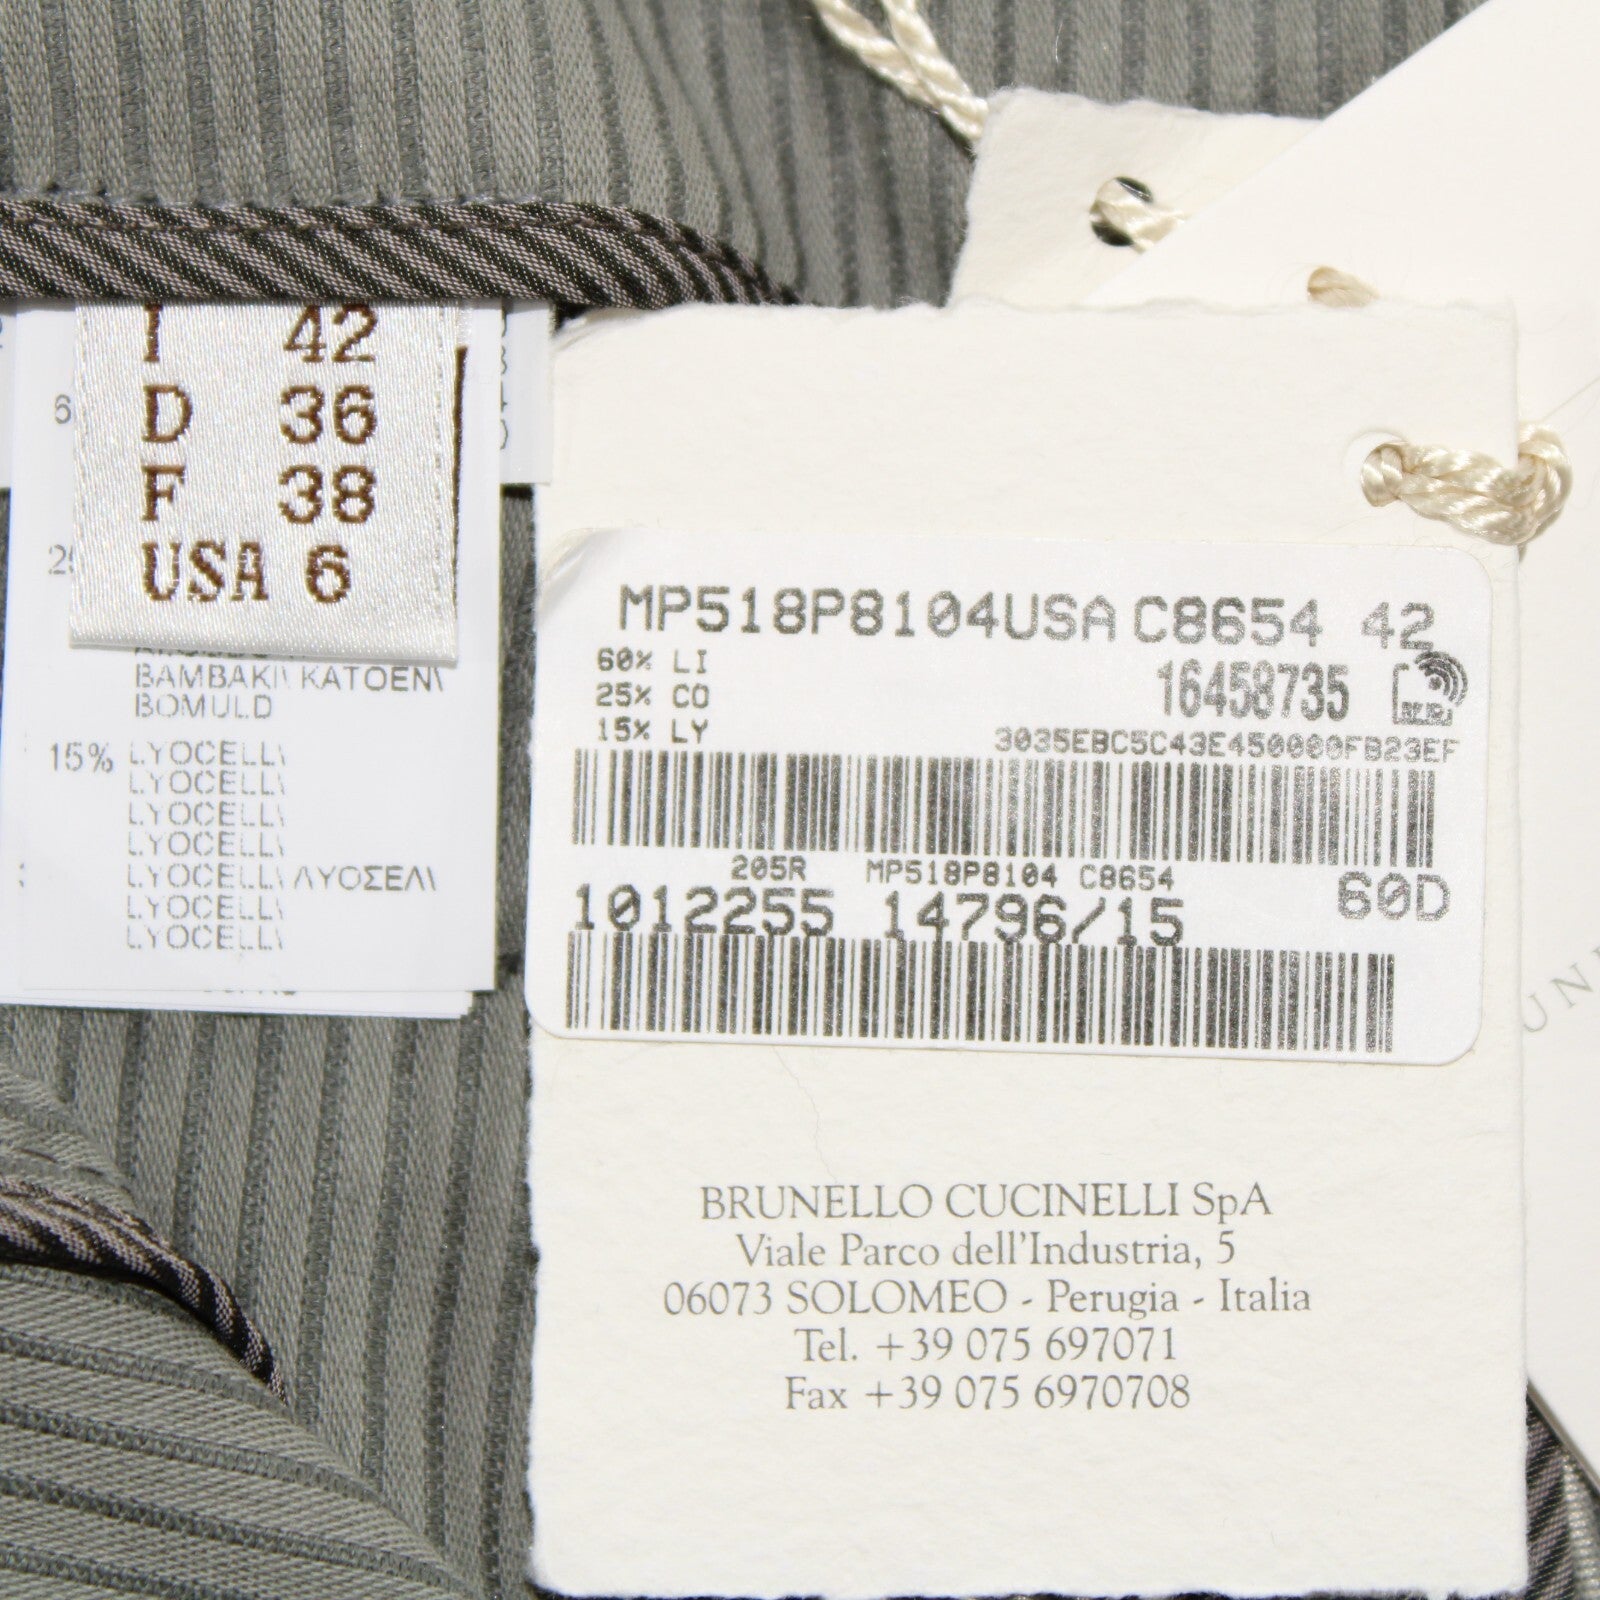 I 42
D 36
F 38
USA 6
BAMBAKI\ KATOEN\
BOMULD
15% LYOCELL\
LYOCELL\
LYOCELL\
LYOCELL\
LYOCELL\ ΛΥΟΣΕΛ\
LYOCELL\
LYOCELL\
MP518P8104USA C8654 42
60% LI
25% CO
15% LY
16458735
3035EBC5C43E450000FB23EF
205R MP518P8104 C8654
1012255 14796/15 60D
BRUNELLO CUCINELLI SpA
Viale Parco dell'Industria, 5
06073 SOLOMEO - Perugia - Italia
Tel. +39 075 697071
Fax +39 075 6970708